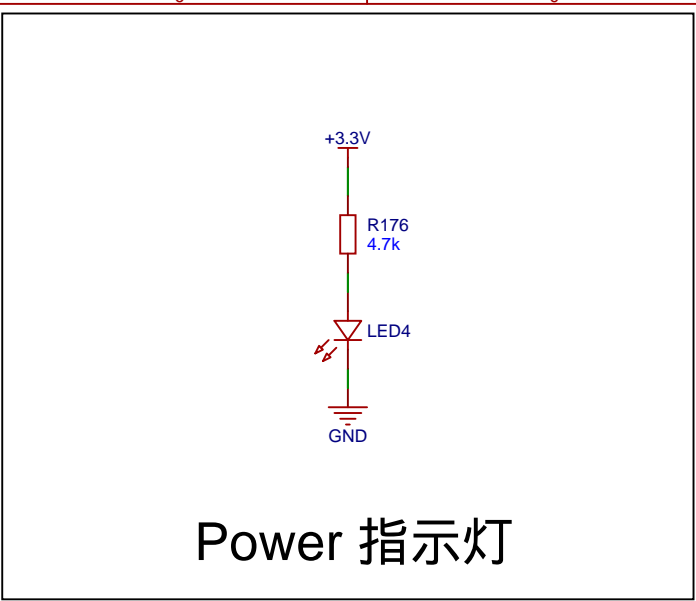 +3.3V
R176
4.7k
LED4
GND
Power 指示灯